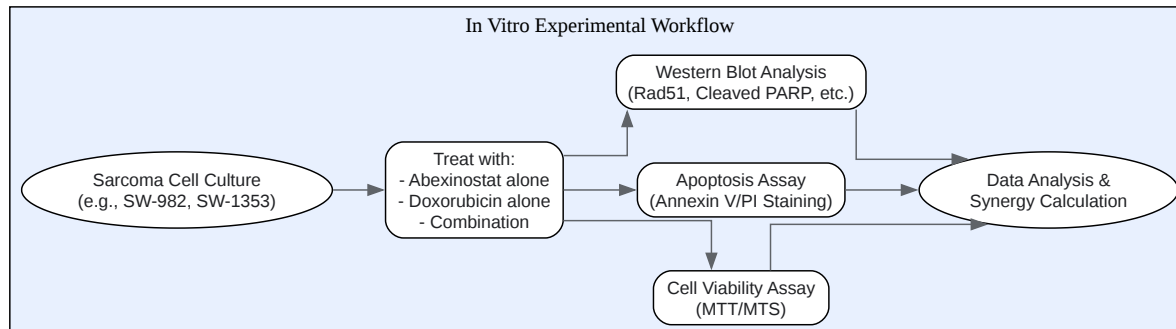 In Vitro Experimental Workflow
Western Blot Analysis
(Rad51, Cleaved PARP, etc.)
Sarcoma Cell Culture
(e.g., SW-982, SW-1353)
Treat with:
- Abexinostat alone
- Doxorubicin alone
- Combination
Apoptosis Assay
(Annexin V/PI Staining)
Data Analysis &
Synergy Calculation
Cell Viability Assay
(MTT/MTS)